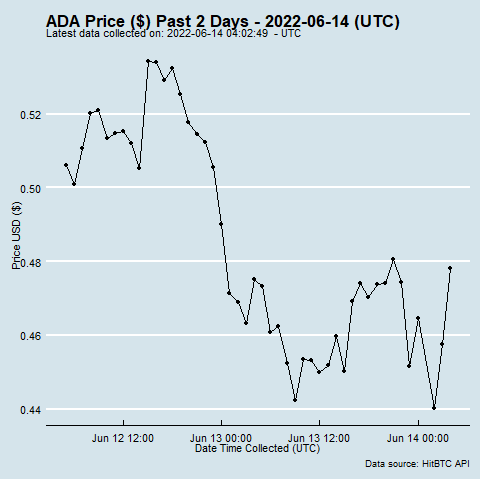 ADA Price ($) Past 2 Days - 2022-06-14 (UTC)
Latest data collected on: 2022-06-14 04:02:49 - UTC
0.52
0.50
0.48
0.46
0.44
Price USD ($)
Jun 12 12:00 Jun 13 00:00 Jun 13 12:00 Jun 14 00:00
Date Time Collected (UTC)
Data source: HitBTC API